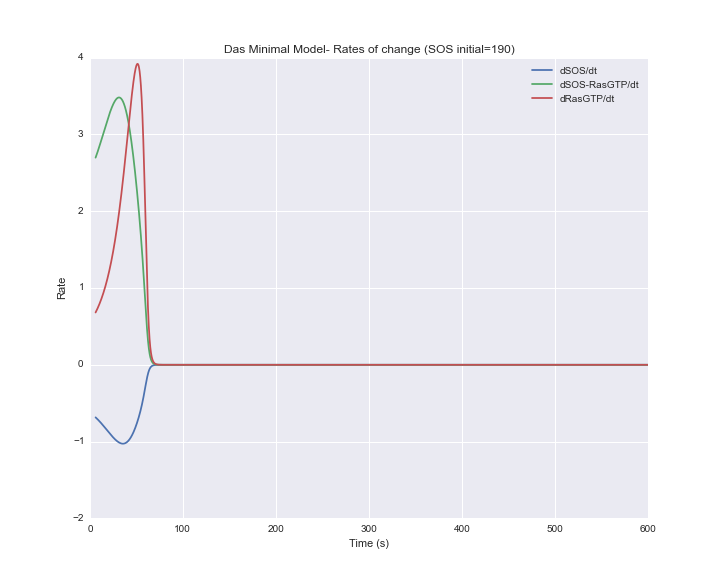 Das Minimal Model- Rates of change (SOS initial=190)
dSOS/dt
dSOS-RasGTP/dt
dRasGTP/dt
4
3
2
1
0
−1
−2
Rate
0 100 200 300 400 500 600
Time (s)